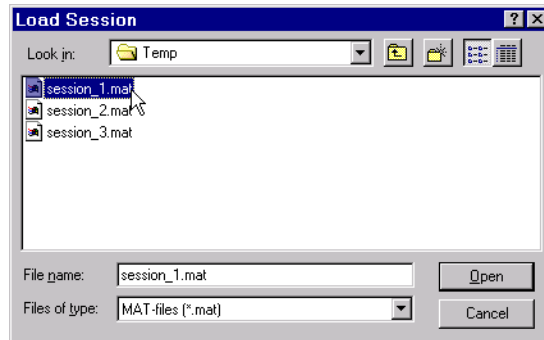 Load Session
Look in: Temp
session_1.mat
session_2.mat
session_3.mat
File name: session_1.mat Open
Files of type: MAT-files (*.mat) Cancel